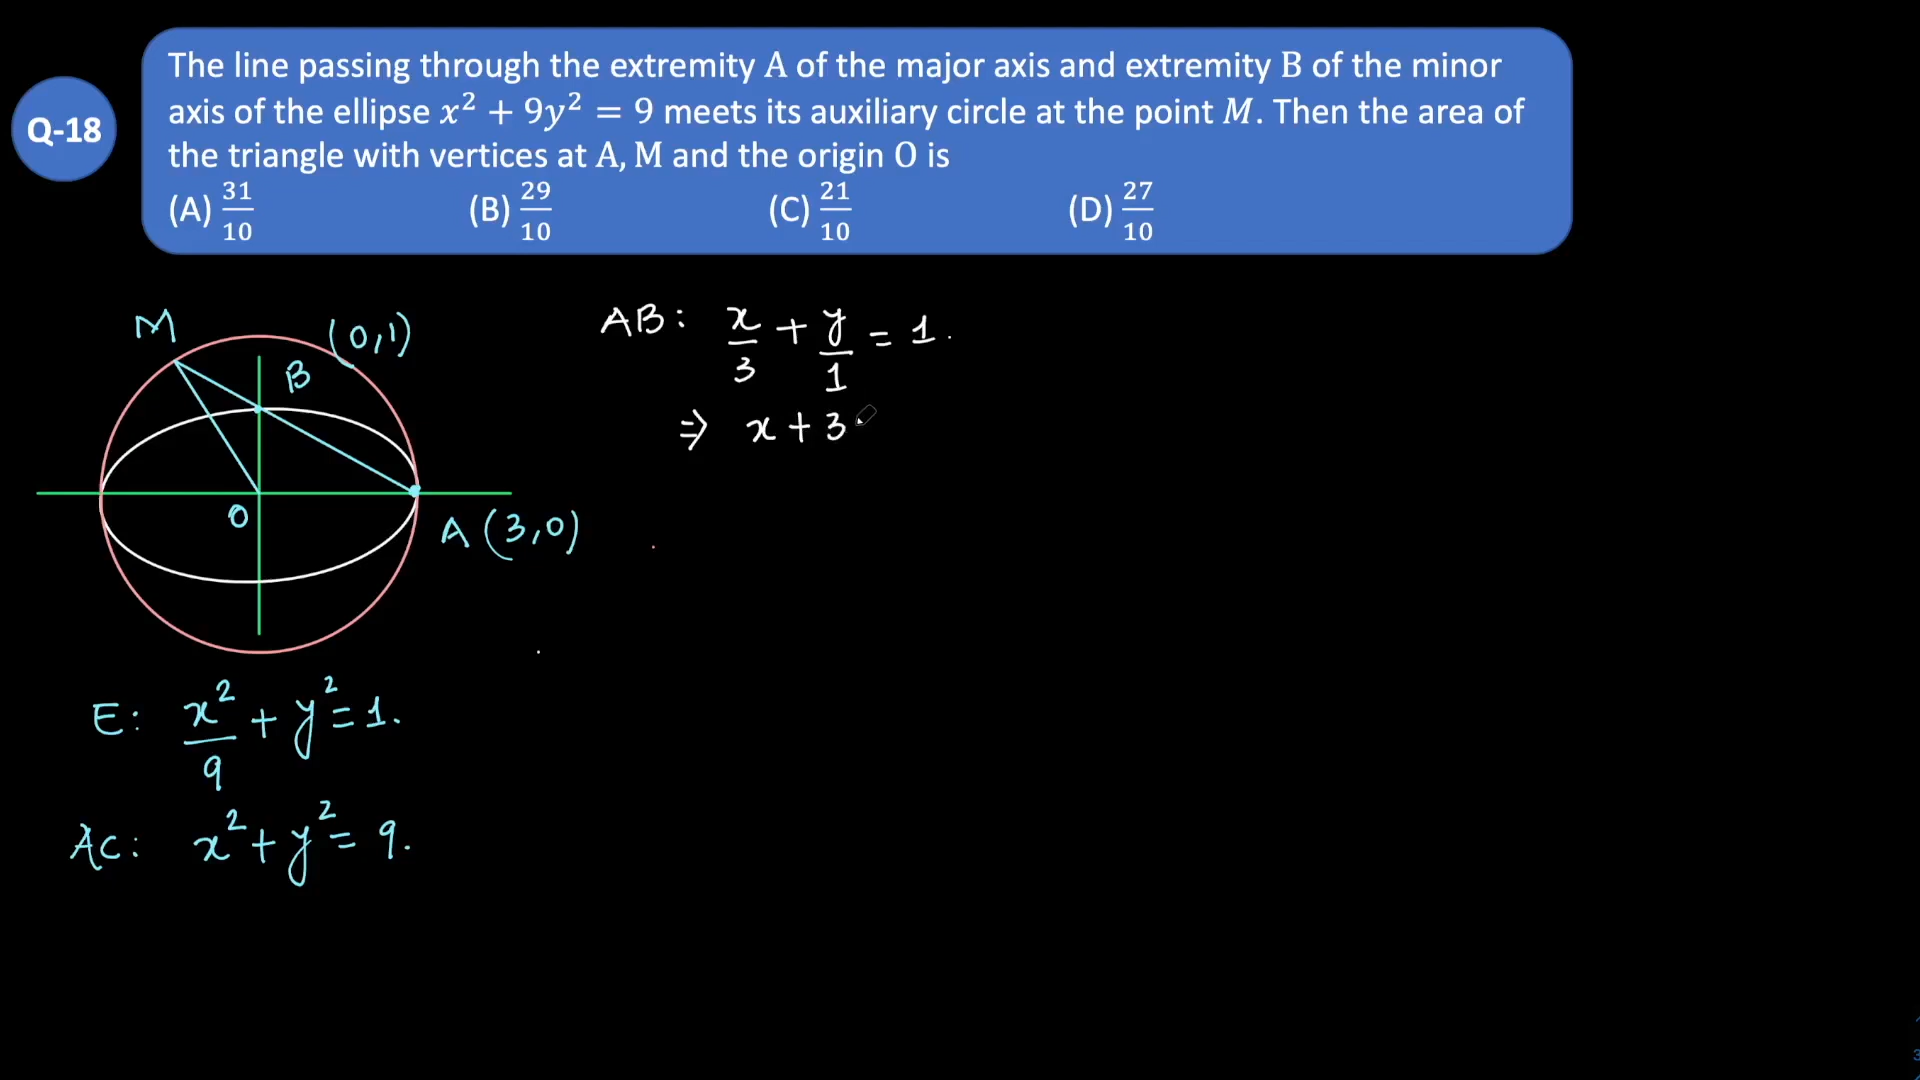 Q-18
The line passing through the extremity A of the major axis and extremity B of the minor
axis of the ellipse x² + 9y² = 9 meets its auxiliary circle at the point M. Then the area of
the triangle with vertices at A, M and the origin O is
(A) 31/10 (B) 29/10 (C) 21/10 (D) 27/10
M
(0,1)
B
O
A (3,0)
AB: x/3 + y/1 = 1.
⇒ x + 3
E: x²/9 + y² = 1.
AC: x² + y² = 9.